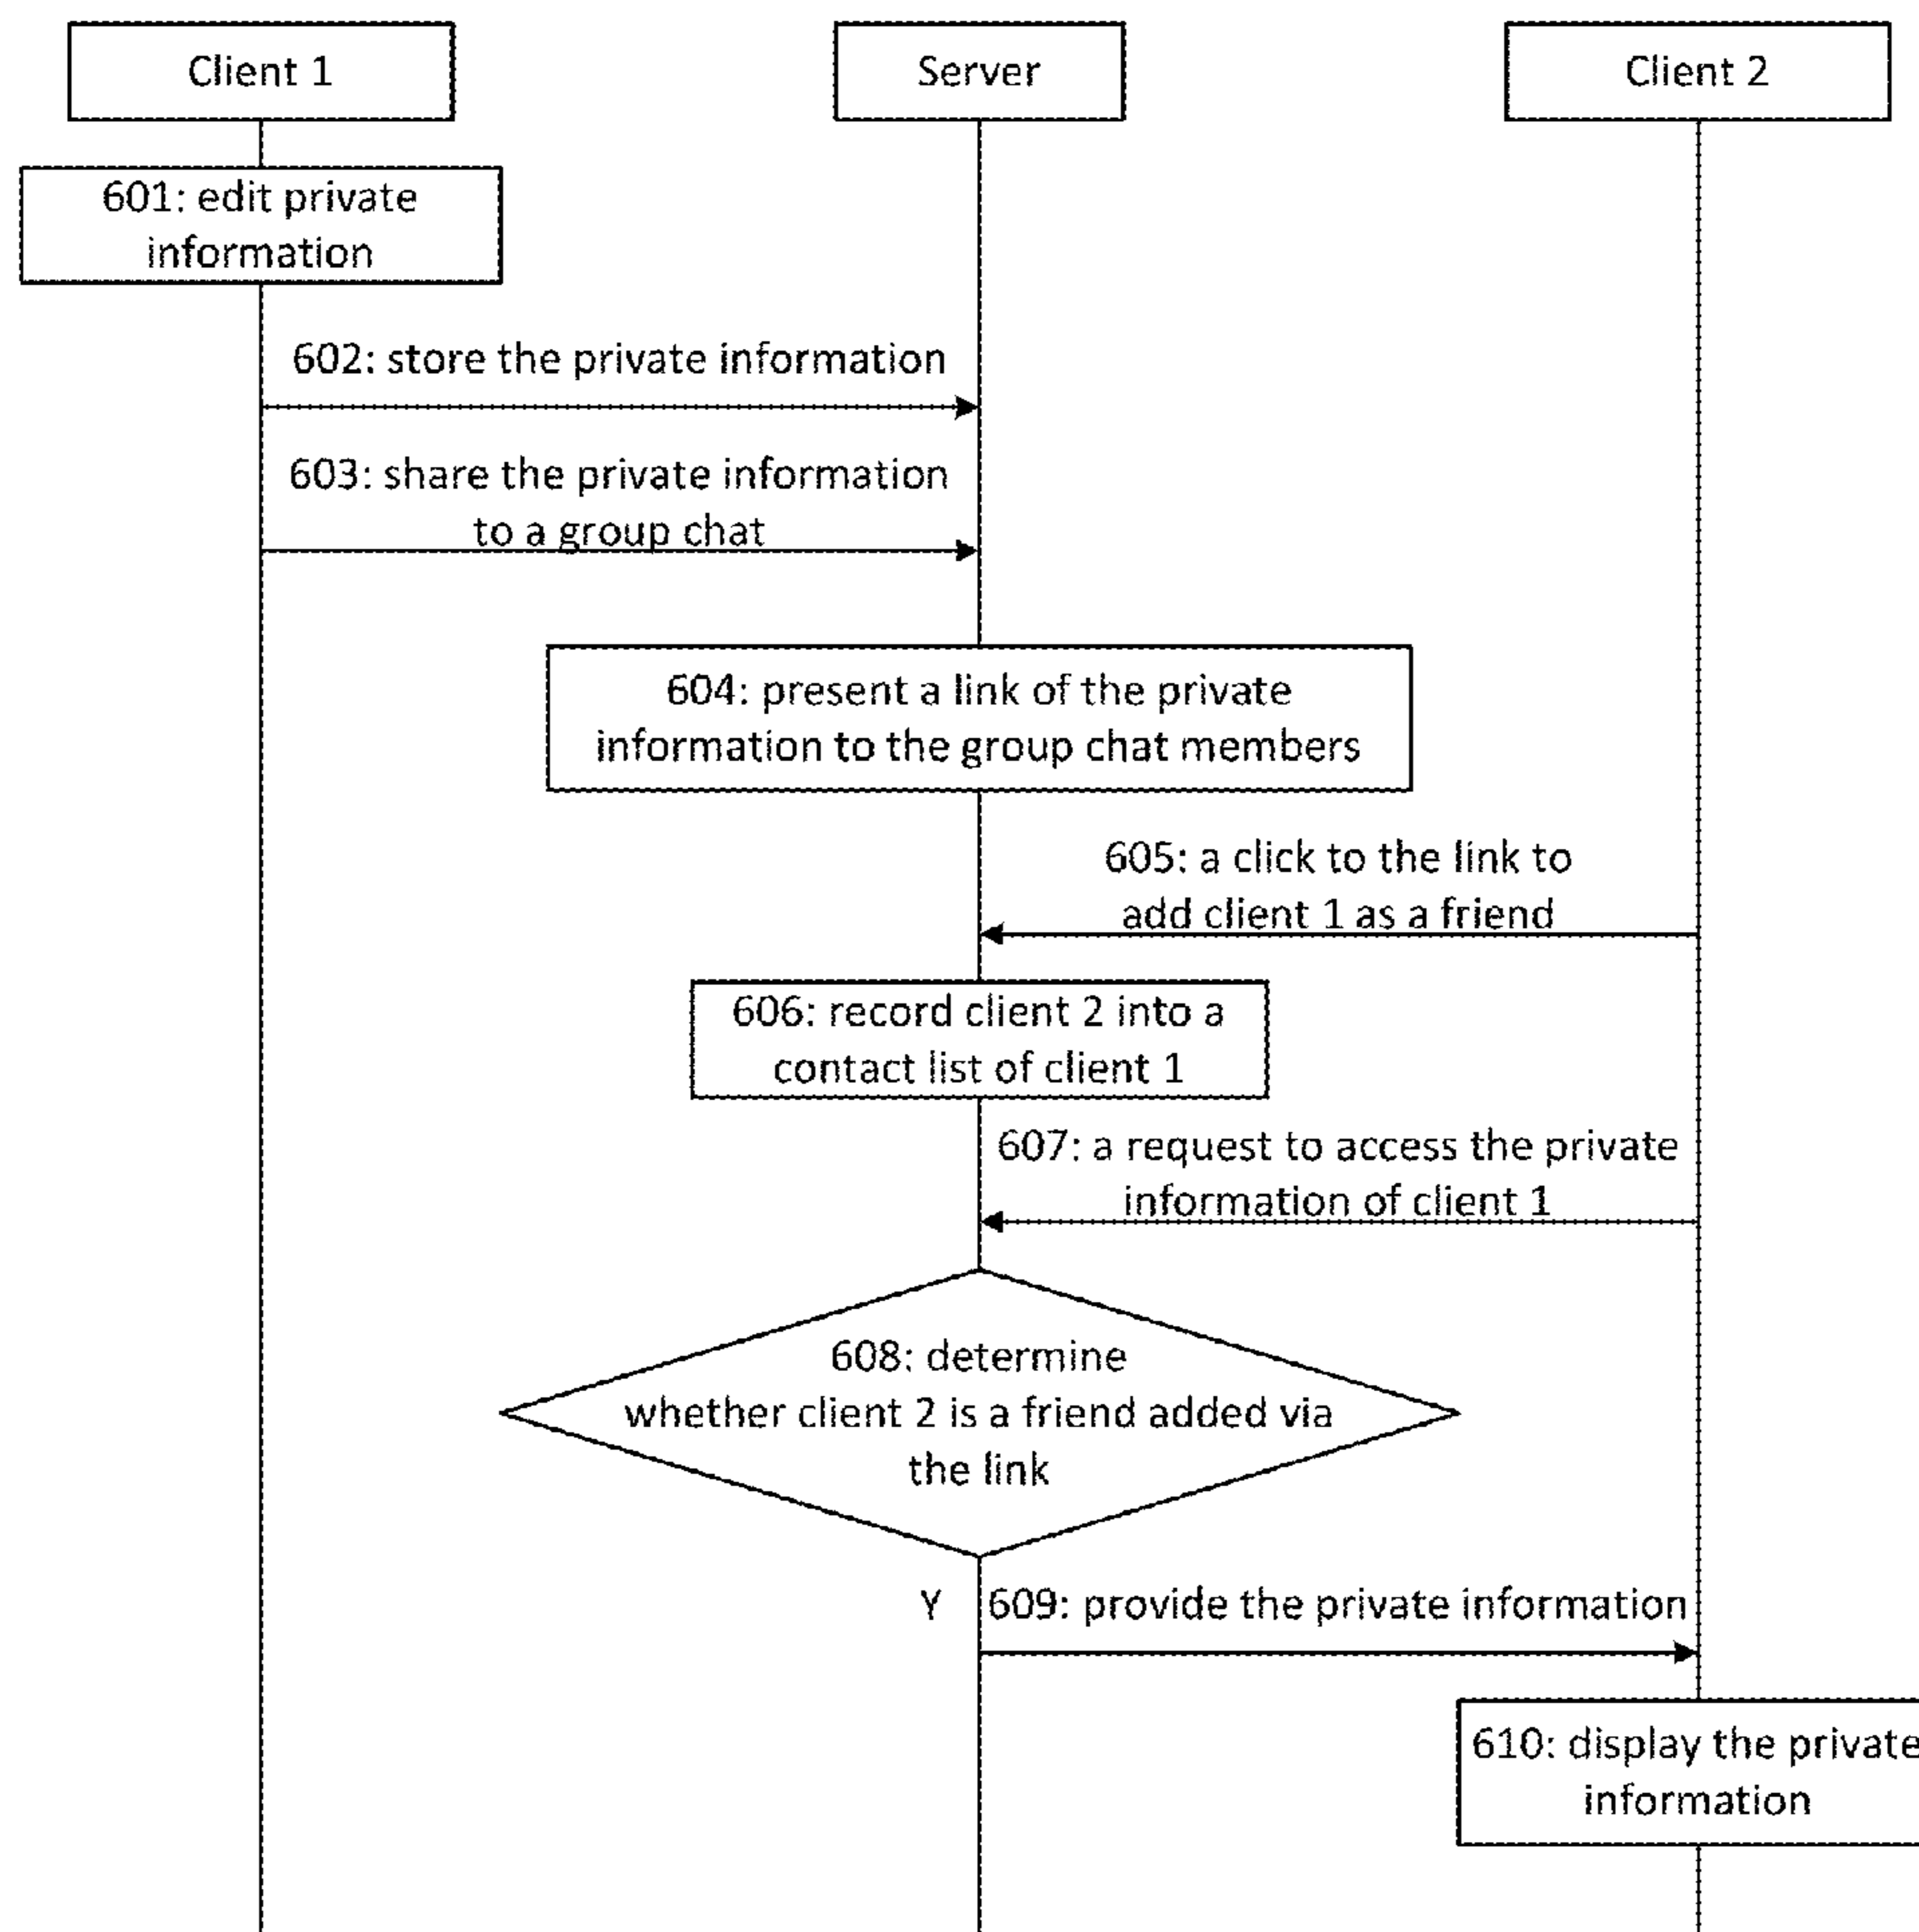 Client 1
Server
Client 2
601: edit private
information
602: store the private information
603: share the private information
to a group chat
604: present a link of the private
information to the group chat members
605: a click to the link to
add client 1 as a friend
606: record client 2 into a
contact list of client 1
607: a request to access the private
information of client 1
608: determine
whether client 2 is a friend added via
the link
Y
609: provide the private information
610: display the private
information